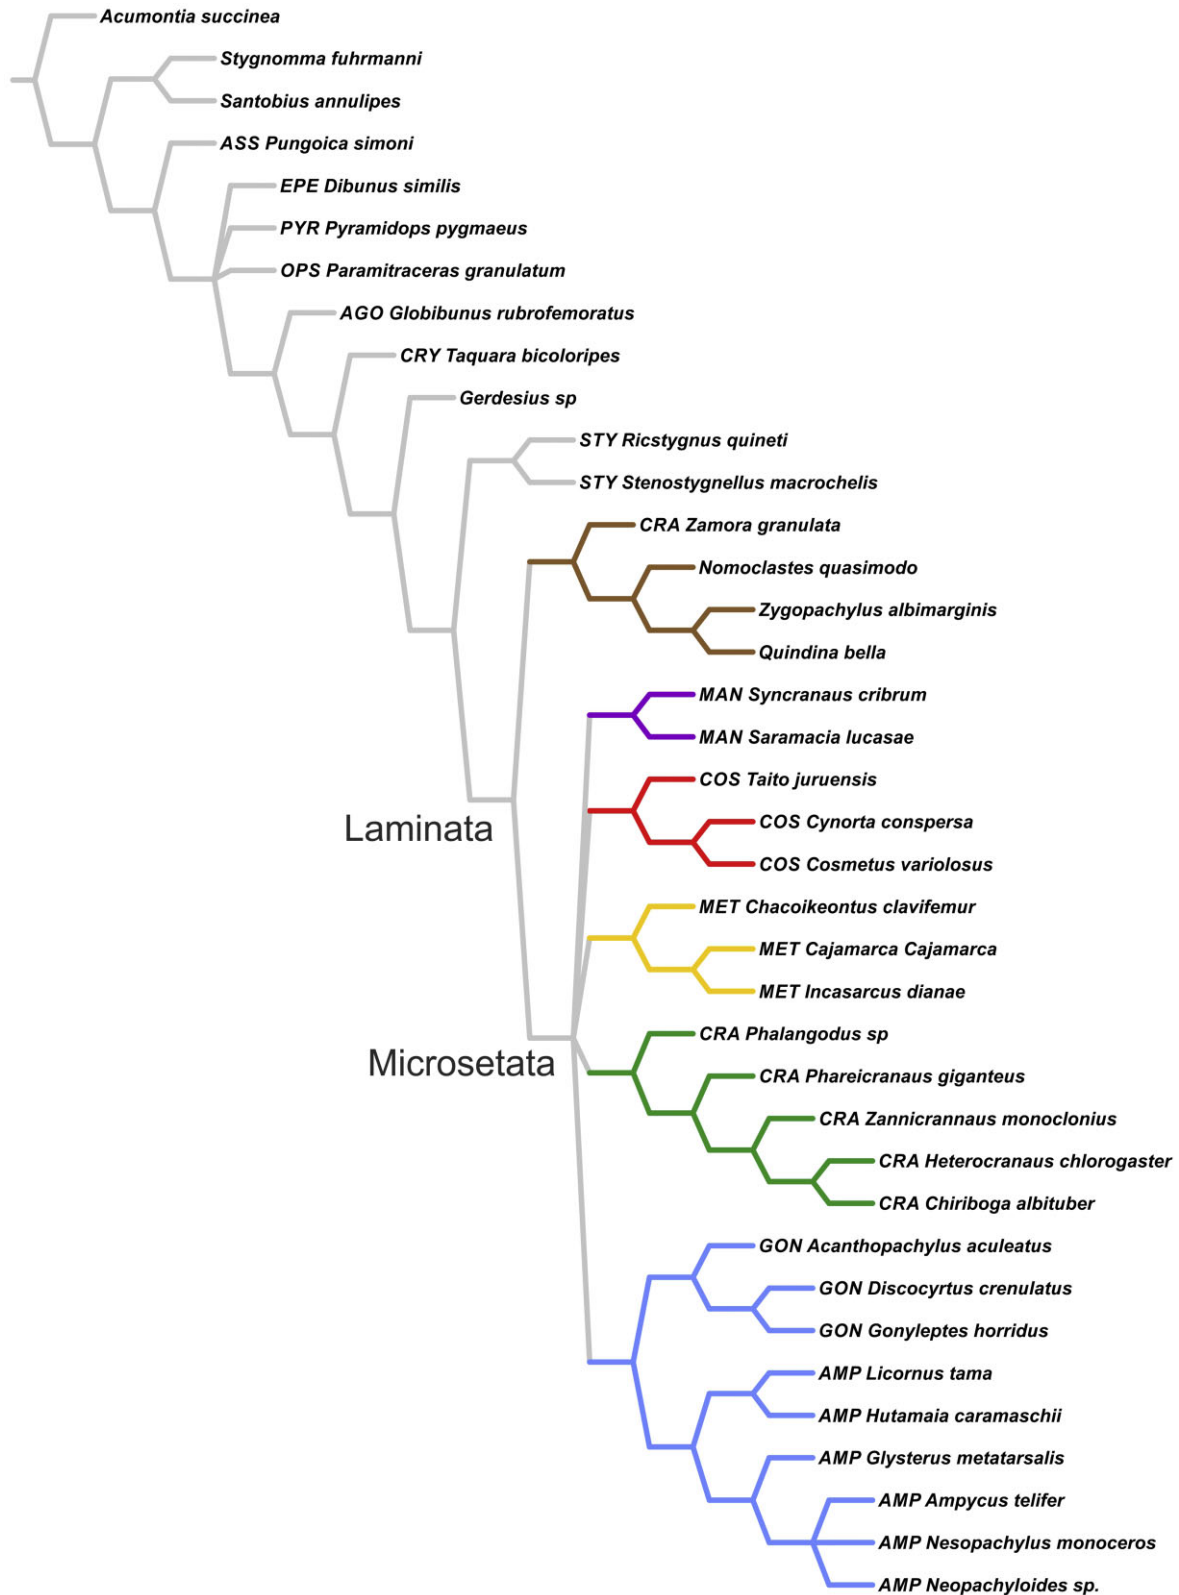 Acumontia succinea
Stygnomma fuhrmanni
Santobius annulipes
ASS Pungoica simoni
EPE Dibunus similis
PYR Pyramidops pygmaeus
OPS Paramitraceras granulatum
AGO Globibunus rubrofemoratus
CRY Taquara bicoloripes
Gerdesius sp
STY Ricstygnus quineti
STY Stenostygnellus macrochelis
CRA Zamora granulata
Nomoclastes quasimodo
Zygopachylus albimarginis
Quindina bella
MAN Syncranaus cribrum
MAN Saramacia lucasae
COS Taito juruensis
COS Cynorta conspersa
Laminata
COS Cosmetus variolosus
MET Chacoikeontus clavifemur
MET Cajamarca Cajamarca
MET Incasarcus dianae
CRA Phalangodus sp
Microsetata
CRA Phareicranaus giganteus
CRA Zannicrannaus monoclonius
CRA Heterocranaus chlorogaster
CRA Chiriboga albituber
GON Acanthopachylus aculeatus
GON Discocyrtus crenulatus
GON Gonyleptes horridus
AMP Licornus tama
AMP Hutamaia caramaschii
AMP Glysterus metatarsalis
AMP Ampycus telifer
AMP Nesopachylus monoceros
AMP Neopachyloides sp.